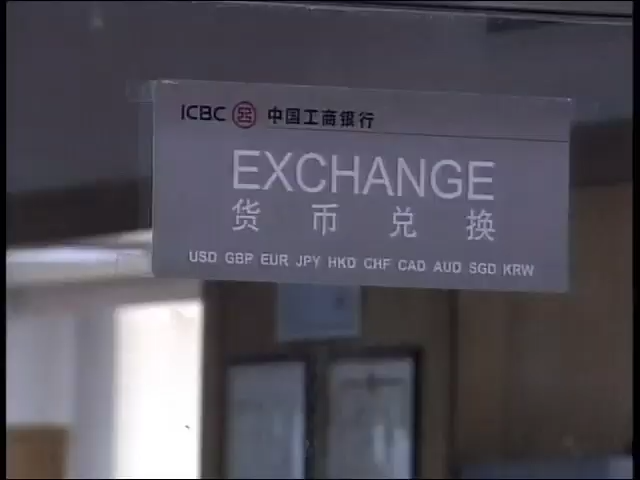 ICBC 中国工商银行
EXCHANGE
货币兑换
USD GBP EUR JPY HKD CHF CAD AUD SGD KRW